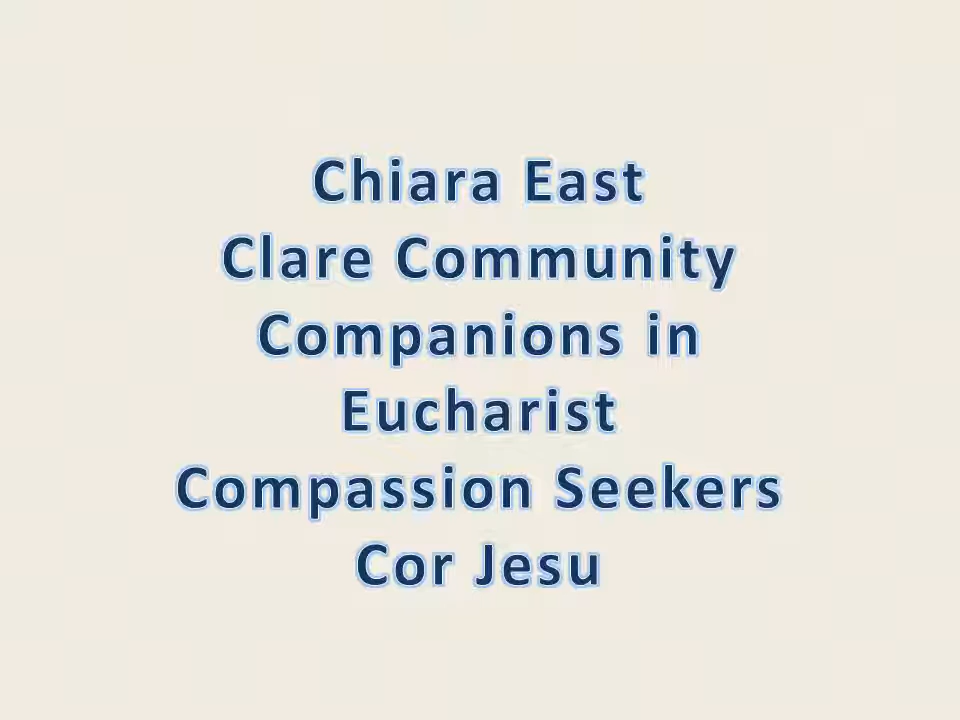 Chiara East
Clare Community
Companions in
Eucharist
Compassion Seekers
Cor Jesu